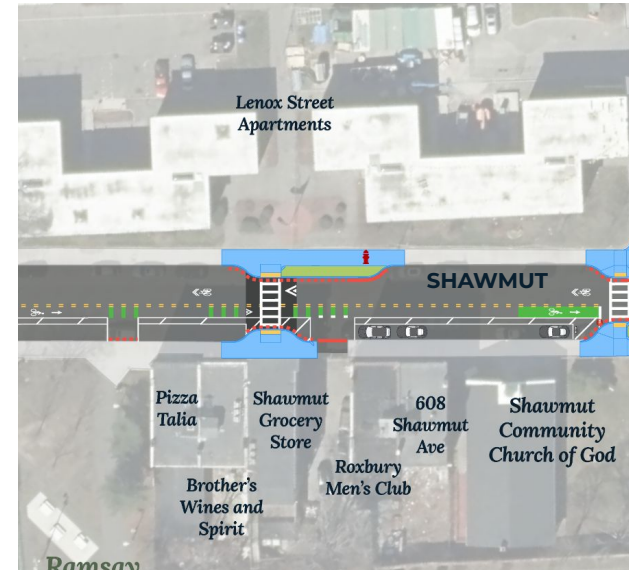 Lenox Street
Apartments
SHAWMUT
Pizza
Talia
Shawmut
Grocery
Store
608
Shawmut
Ave
Shawmut
Community
Church of God
Brother's
Wines and
Spirit
Roxbury
Men's Club
Ramsay